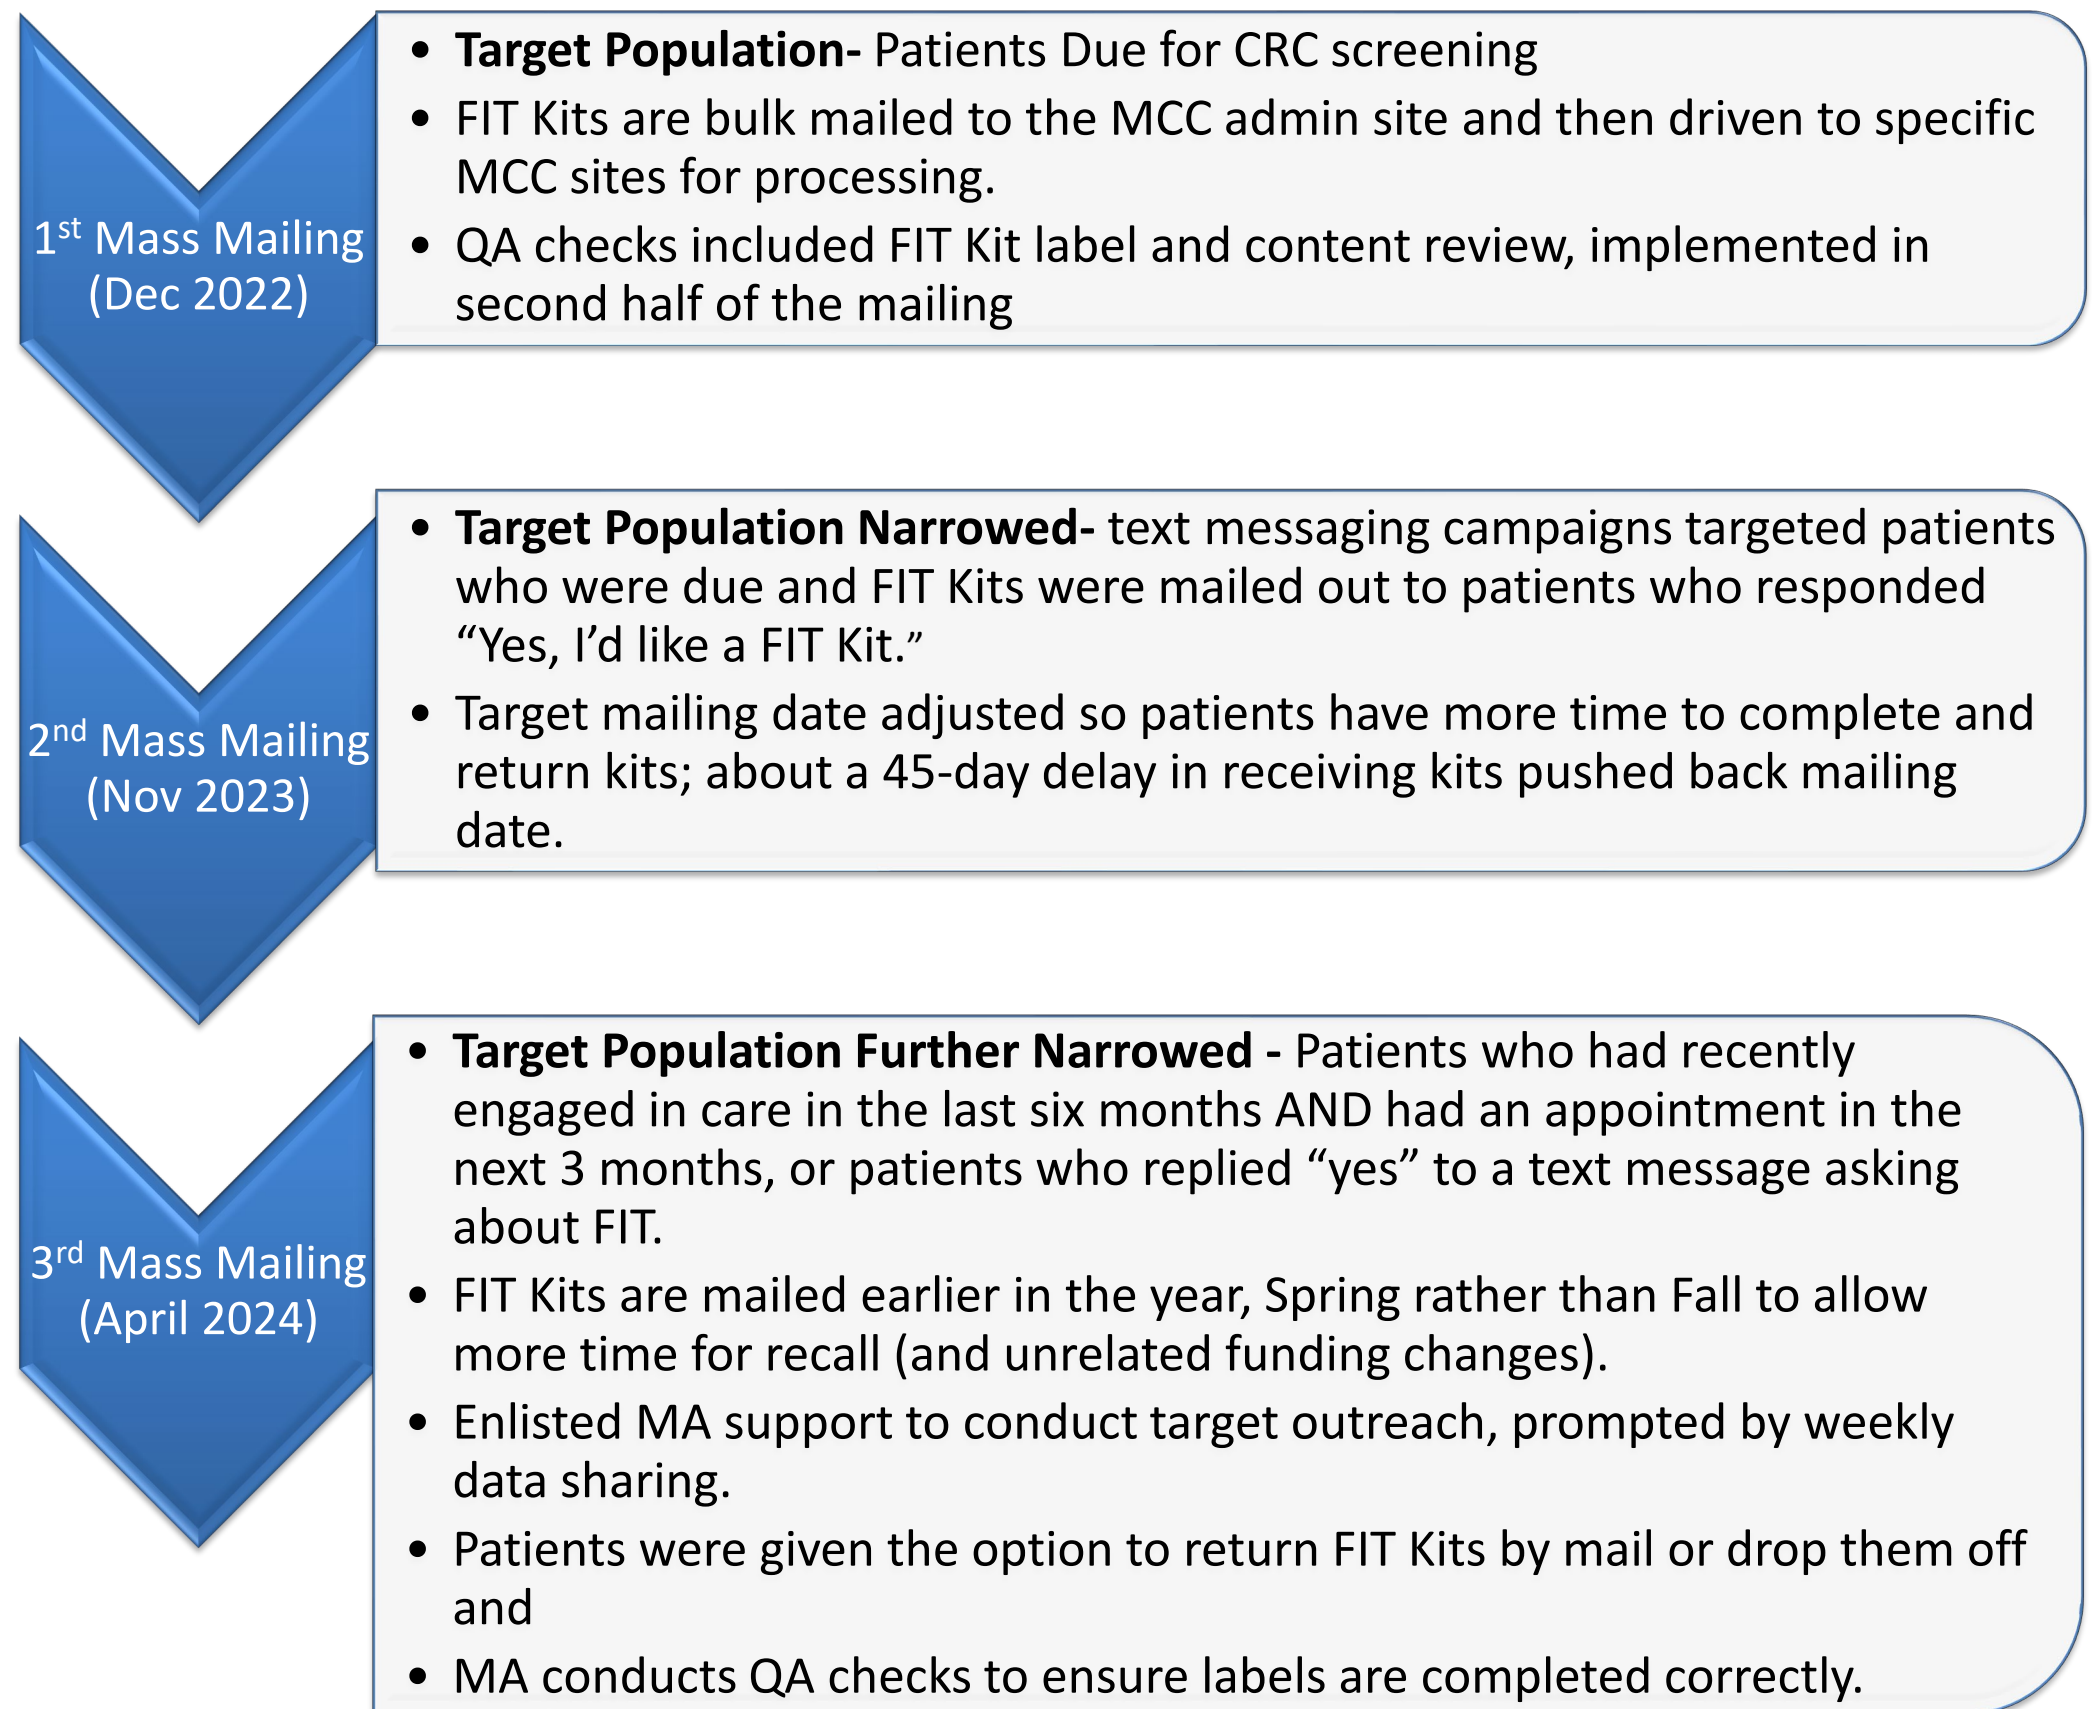 1st Mass Mailing
(Dec 2022)
• Target Population- Patients Due for CRC screening
• FIT Kits are bulk mailed to the MCC admin site and then driven to specific
MCC sites for processing.
• QA checks included FIT Kit label and content review, implemented in
second half of the mailing
2nd Mass Mailing
(Nov 2023)
• Target Population Narrowed- text messaging campaigns targeted patients
who were due and FIT Kits were mailed out to patients who responded
“Yes, I’d like a FIT Kit.”
• Target mailing date adjusted so patients have more time to complete and
return kits; about a 45-day delay in receiving kits pushed back mailing
date.
3rd Mass Mailing
(April 2024)
• Target Population Further Narrowed - Patients who had recently
engaged in care in the last six months AND had an appointment in the
next 3 months, or patients who replied “yes” to a text message asking
about FIT.
• FIT Kits are mailed earlier in the year, Spring rather than Fall to allow
more time for recall (and unrelated funding changes).
• Enlisted MA support to conduct target outreach, prompted by weekly
data sharing.
• Patients were given the option to return FIT Kits by mail or drop them off
and
• MA conducts QA checks to ensure labels are completed correctly.